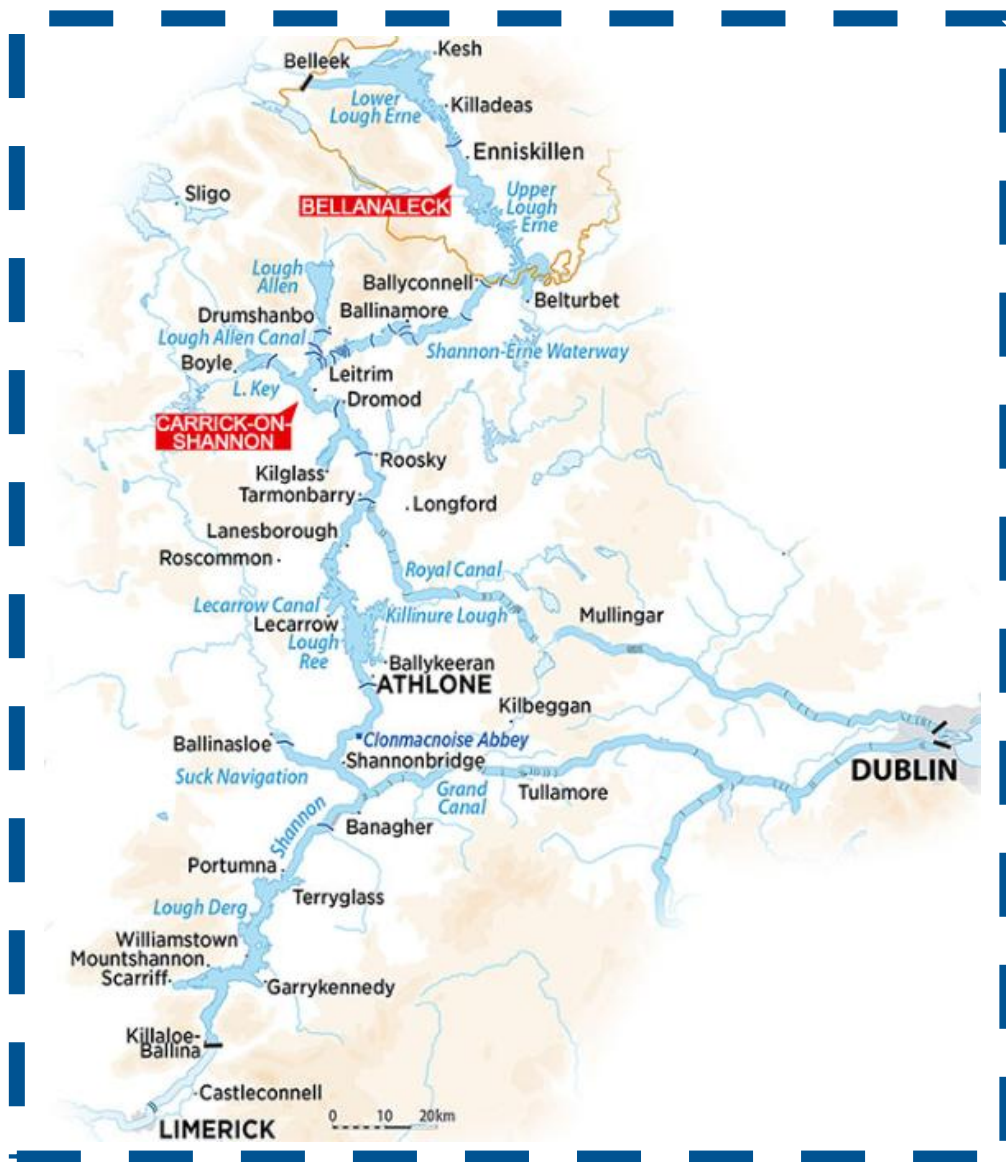 Kesh
Belleek
Lower
Lough Erne
Killadeas
Enniskillen
BELLANALECK
Upper
Lough
Erne
Sligo
Lough
Allen
Ballyconnell
Belturbet
Drumshanbo
Ballinamore
Lough Allen Canal
Shannon-Erne Waterway
Boyle
Leitrim
L. Key
Dromod
CARRICK-ON-
SHANNON
Roosky
Kilglass
Tarmonbarry
Longford
Lanesborough
Roscommon
Royal Canal
Lecarrow Canal
Killinure Lough
Mullingar
Lecarrow
Lough
Ree
Ballykeeran
ATHLONE
Kilbeggan
Ballinasloe
Clonmacnoise Abbey
Shannonbridge
Suck Navigation
DUBLIN
Grand
Canal
Tullamore
Shannon
Banagher
Portumna
Terryglass
Lough Derg
Williamstown
Mountshannon
Scarriff
Garrykennedy
Killaloe-
Ballina
Castleconnell
0 10 20km
LIMERICK